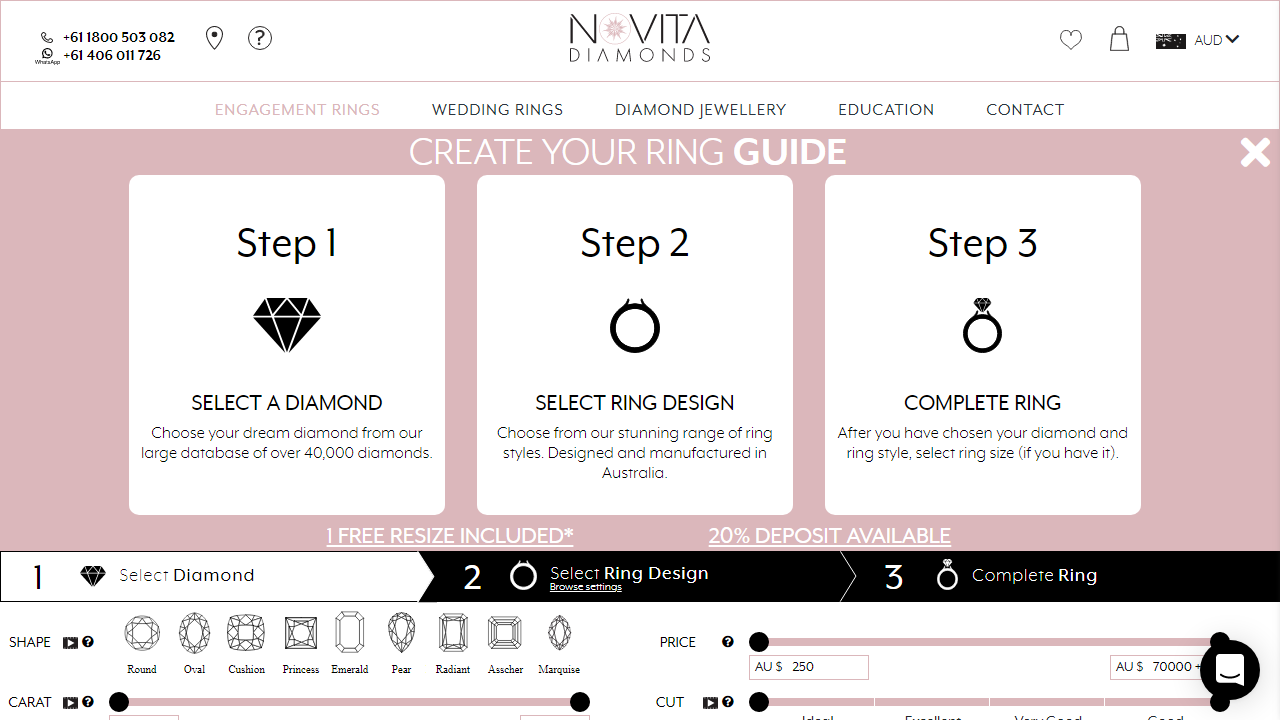 +61 1800 503 082
WhatsApp
+61 406 011 726
?
NOVITA
DIAMONDS
AUD
ENGAGEMENT RINGS
WEDDING RINGS
DIAMOND JEWELLERY
EDUCATION
CONTACT
CREATE YOUR RING GUIDE
Step 1
SELECT A DIAMOND
Choose your dream diamond from our
large database of over 40,000 diamonds.
Step 2
SELECT RING DESIGN
Choose from our stunning range of ring
styles. Designed and manufactured in
Australia.
Step 3
COMPLETE RING
After you have chosen your diamond and
ring style, select ring size (if you have it).
1 FREE RESIZE INCLUDED*
20% DEPOSIT AVAILABLE
1 Select Diamond
2 Select Ring Design
Browse settings
3 Complete Ring
SHAPE ?
Round
Oval
Cushion
Princess
Emerald
Pear
Radiant
Asscher
Marquise
PRICE ?
AU $ 250
AU $ 70000 +
CARAT ?
CUT ?
Ideal
Excellent
Very Good
Good